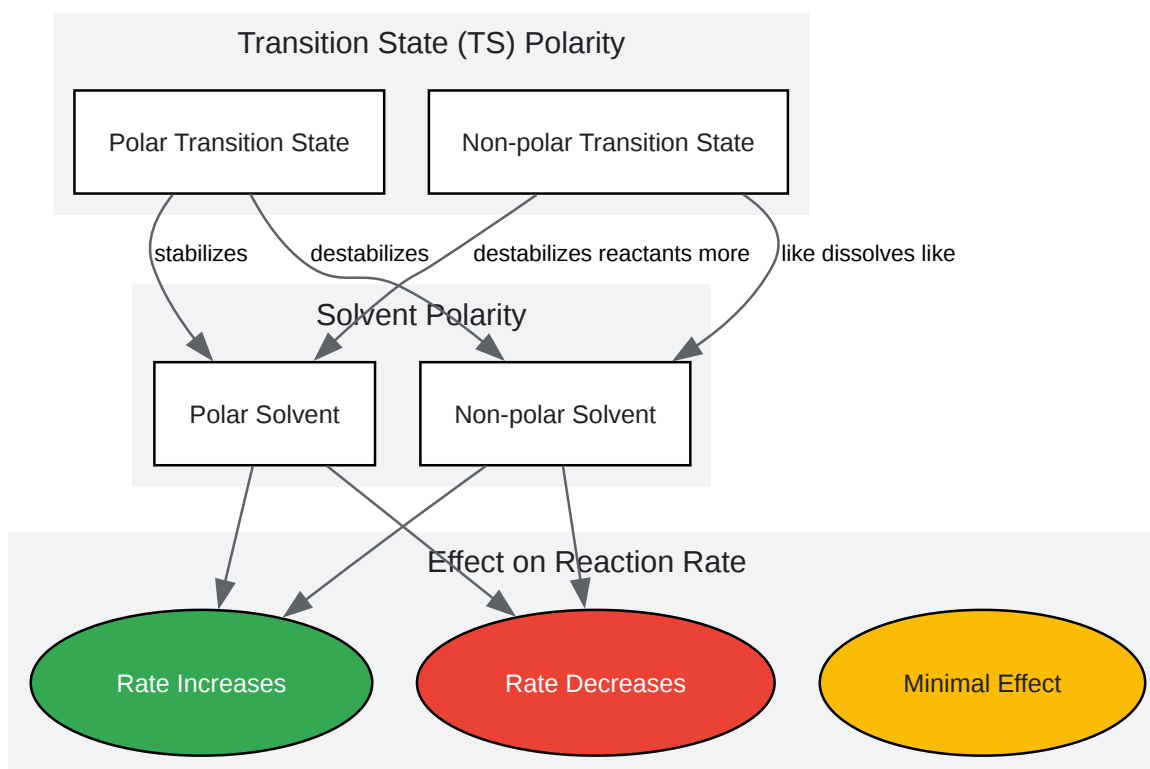 Transition State (TS) Polarity
Polar Transition State
Non-polar Transition State
stabilizes
destabilizes
destabilizes reactants more
like dissolves like
Solvent Polarity
Polar Solvent
Non-polar Solvent
Effect on Reaction Rate
Rate Increases
Rate Decreases
Minimal Effect